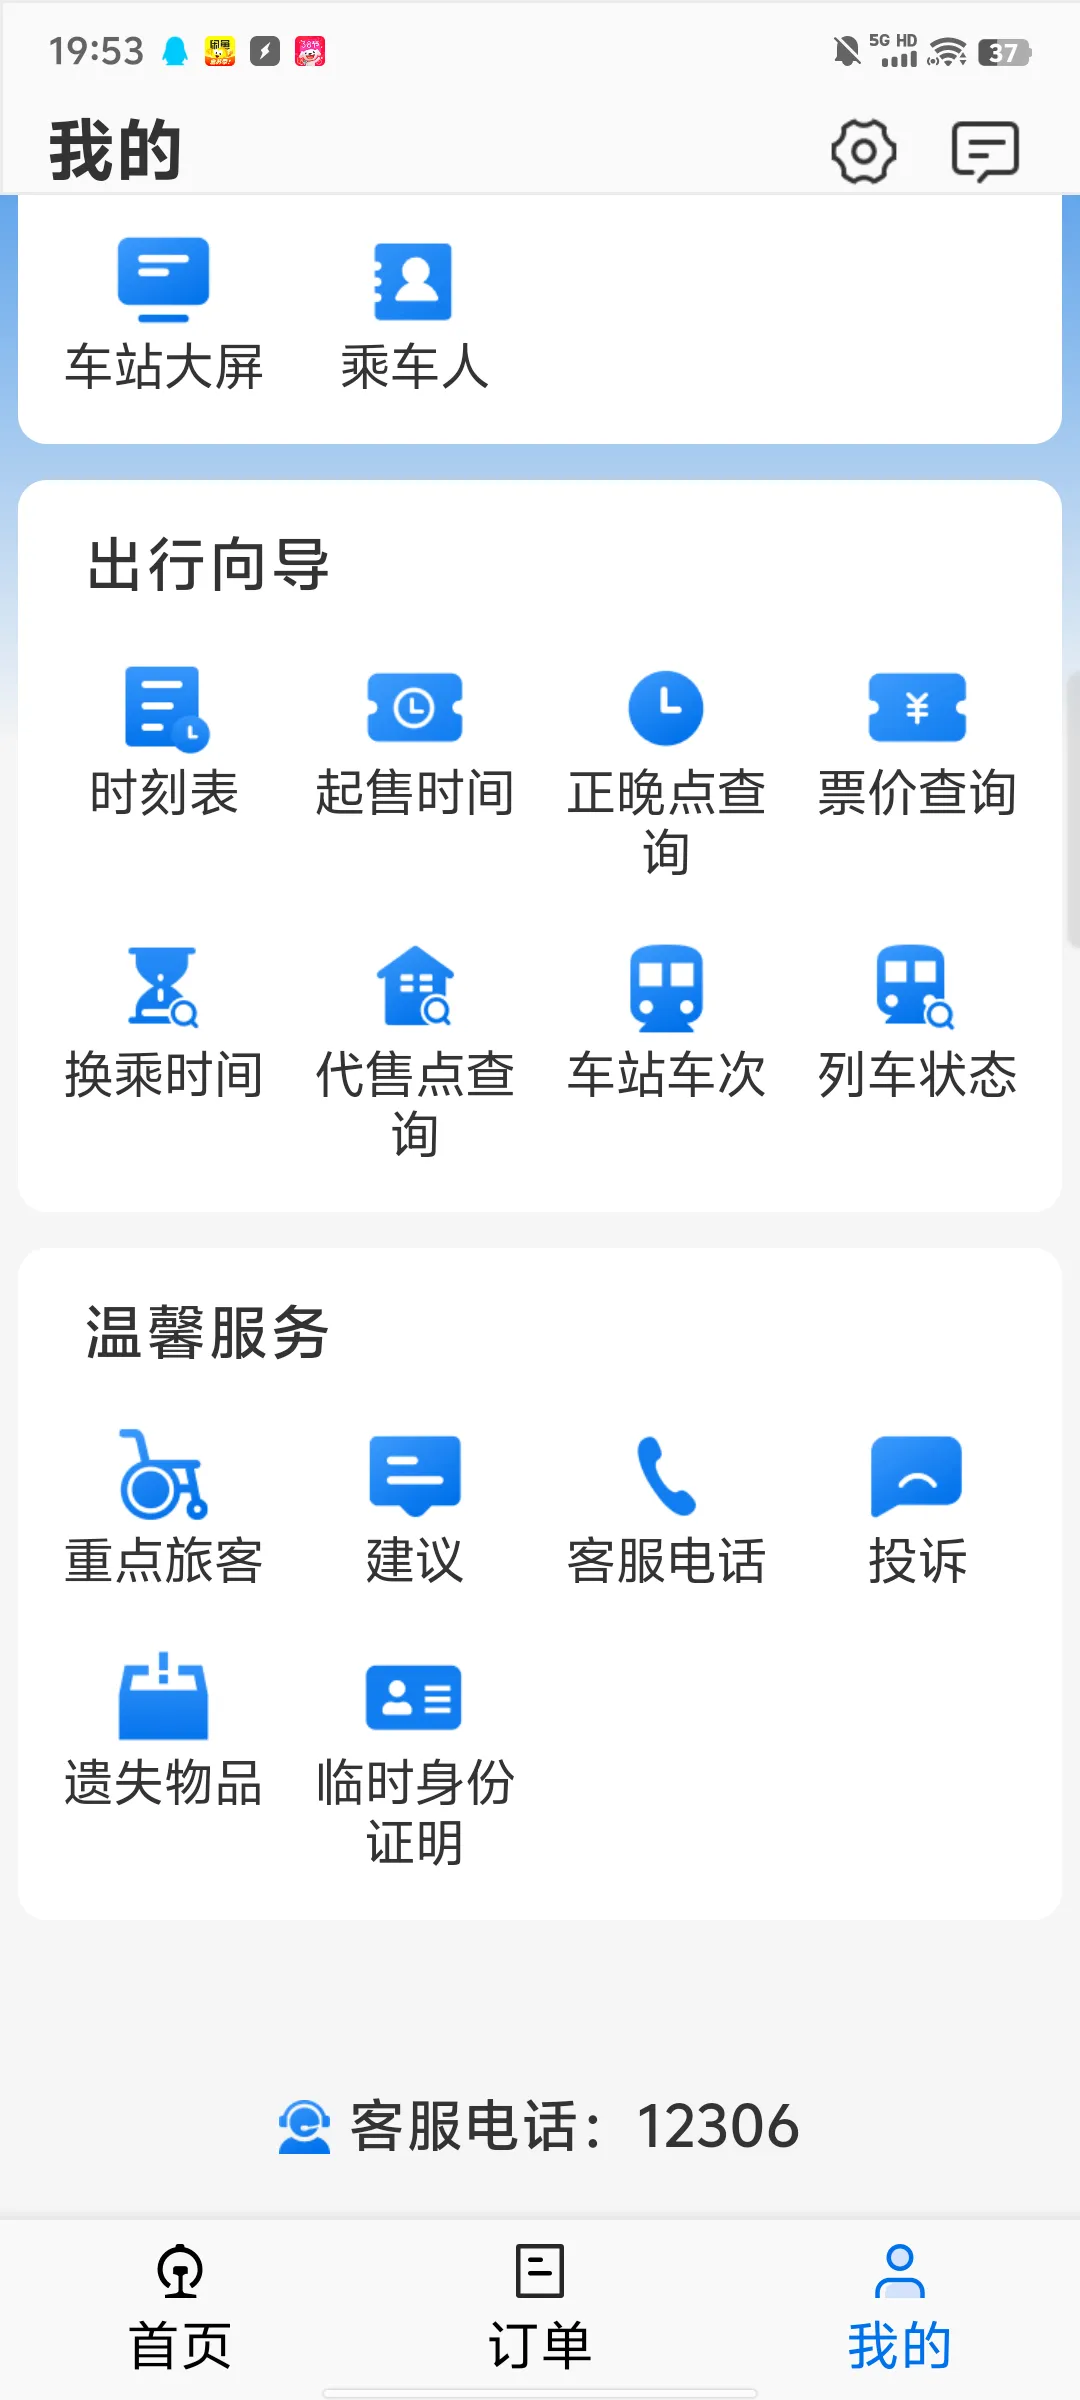 19:53
5G HD
37
我的
车站大屏 乘车人
出行向导
时刻表 起售时间 正晚点查询 票价查询
换乘时间 代售点查询 车站车次 列车状态
温馨服务
重点旅客 建议 客服电话 投诉
遗失物品 临时身份证明
客服电话：12306
首页 订单 我的